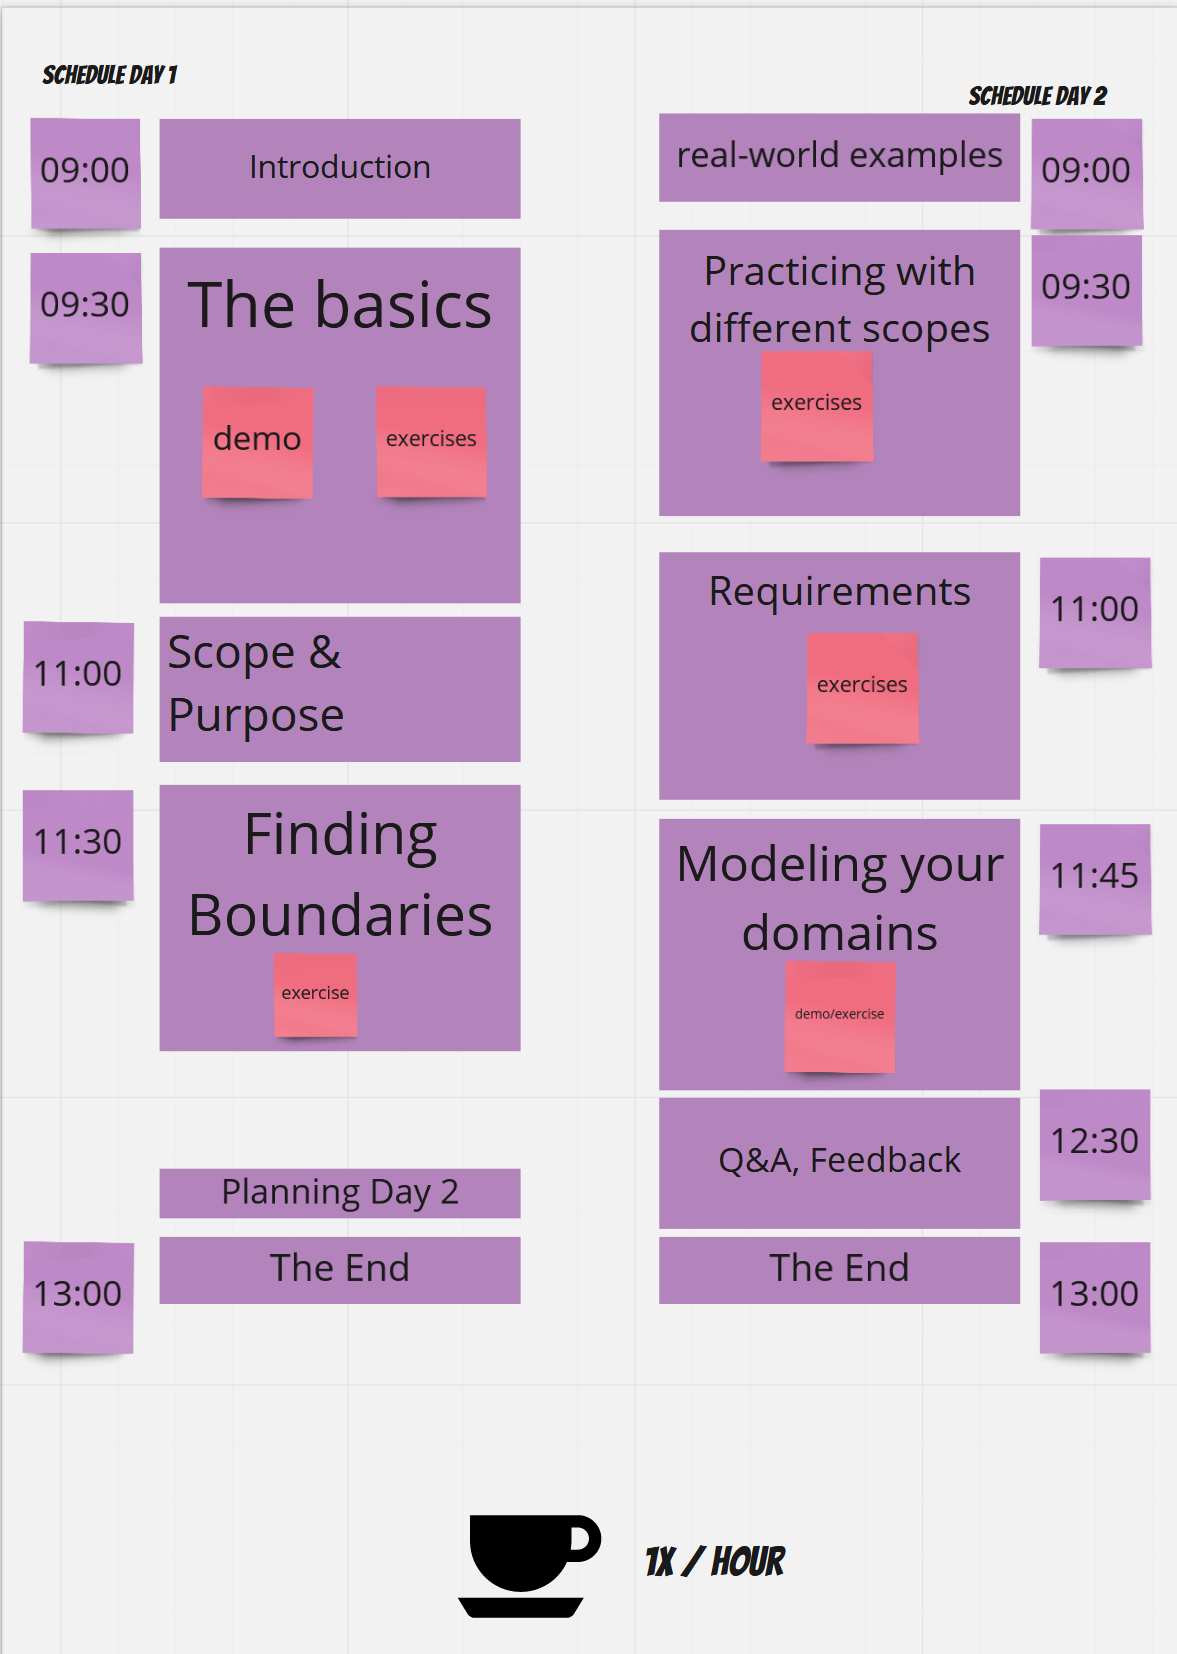 SCHEDULE DAY 1
09:00
Introduction
09:30
The basics
demo
exercises
11:00
Scope &
Purpose
11:30
Finding
Boundaries
exercise
Planning Day 2
13:00
The End
SCHEDULE DAY 2
real-world examples
09:00
Practicing with
different scopes
09:30
exercises
Requirements
11:00
exercises
Modeling your
domains
11:45
demo/exercise
Q&A, Feedback
12:30
The End
13:00
1X / HOUR